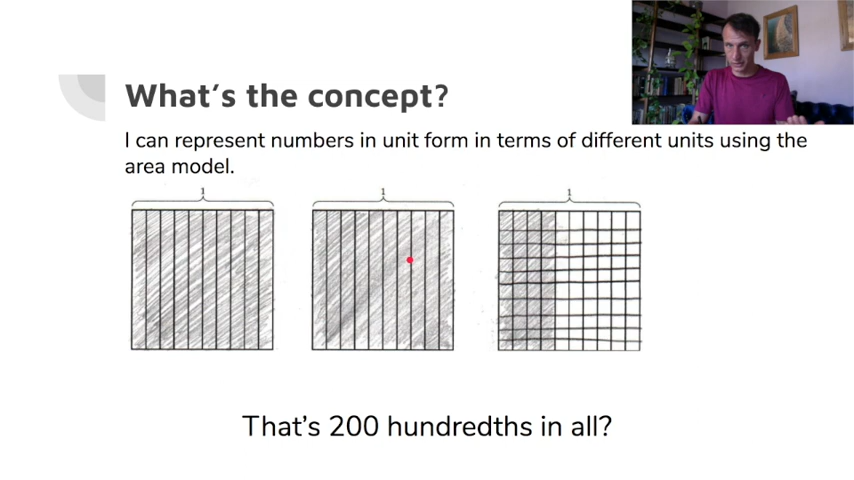 What's the concept?
I can represent numbers in unit form in terms of different units using the
area model.
1 1 1
That's 200 hundredths in all?